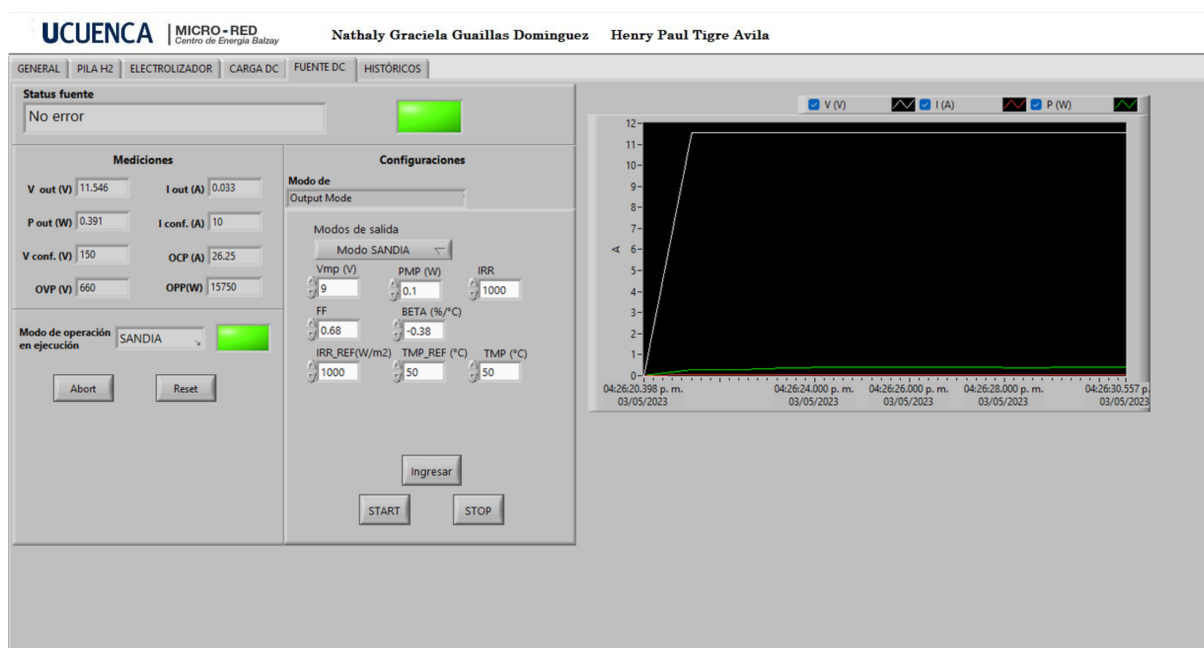 UCUENCA MICRO-RED Nathaly Graciela Guaillas Dominguez Henry Paul Tigre Avila
Centro de Energía Balzay
GENERAL PILA H2 ELECTROLIZADOR CARGA DC FUENTE DC HISTÓRICOS
Status fuente
No error
Mediciones
V out (V) 11.546 I out (A) 0.033
P out (W) 0.391 I conf. (A) 10
V conf. (V) 150 OCP (A) 26.25
OVP (V) 660 OPP(W) 15750
Modo de operación
en ejecución
SANDIA
Abort Reset
Configuraciones
Modo de
Output Mode
Modos de salida
Modo SANDIA
Vmp (V) PMP (W) IRR
9 0.1 1000
FF BETA (%/°C)
0.68 -0.38
IRR_REF(W/m2) TMP_REF (°C) TMP (°C)
1000 50 50
Ingresar
START STOP
V (V) I (A) P (W)
12
11
10
9
8
7
6
5
4
3
2
1
0
A
04:26:20.398 p. m. 04:26:24.000 p. m. 04:26:26.000 p. m. 04:26:28.000 p. m. 04:26:30.557 p.
03/05/2023 03/05/2023 03/05/2023 03/05/2023 03/05/2023